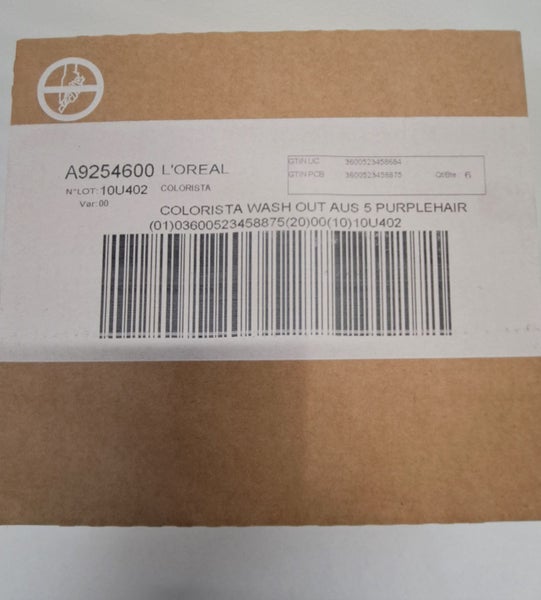 A9254600 L'OREAL
N°LOT: 10U402 COLORISTA
Var: 00
GTIN UC 3600523458684
GTIN PCB 3600523458875 Qt/Bte: 6
COLORISTA WASH OUT AUS 5 PURPLEHAIR
(01)03600523458875(20)00(10)10U402